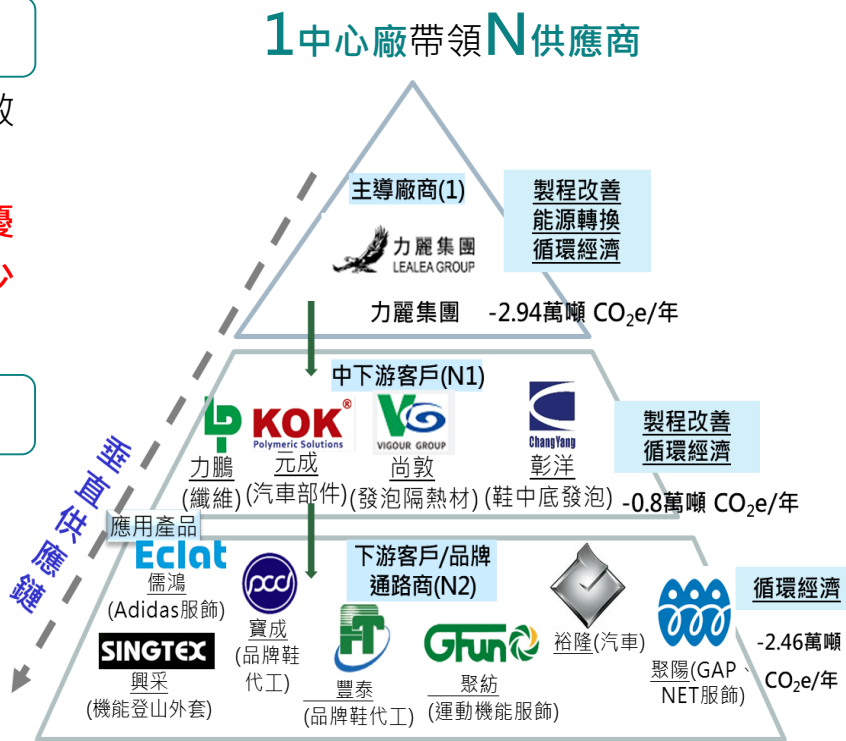 1中心廠帶領N供應商
效
優
少
主導廠商(1)
製程改善
能源轉換
循環經濟
力麗集團
LEALEA GROUP
力麗集團 -2.94萬噸 CO₂e/年
中下游客戶(N1)
KOK®
Polymeric Solutions
VG
VIGOUR GROUP
ChangYang
製程改善
循環經濟
力鵬
(纖維)
元成
(汽車部件)
尚敦
(發泡隔熱材)
彰洋
(鞋中底發泡)
-0.8萬噸 CO₂e/年
垂直供應鏈
應用產品
下游客戶/品牌
通路商(N2)
Eclat
儒鴻
(Adidas服飾)
pcc
寶成
(品牌鞋
代工)
SINGTEX
興采
(機能登山外套)
豐泰
(品牌鞋代工)
GFun
聚紡
(運動機能服飾)
裕隆(汽車)
聚陽(GAP、
NET服飾)
循環經濟
-2.46萬噸
CO₂e/年